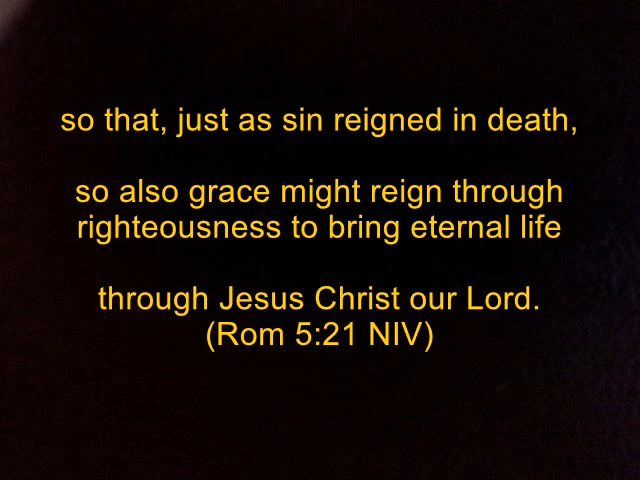 so that, just as sin reigned in death,
so also grace might reign through
righteousness to bring eternal life
through Jesus Christ our Lord.
(Rom 5:21 NIV)